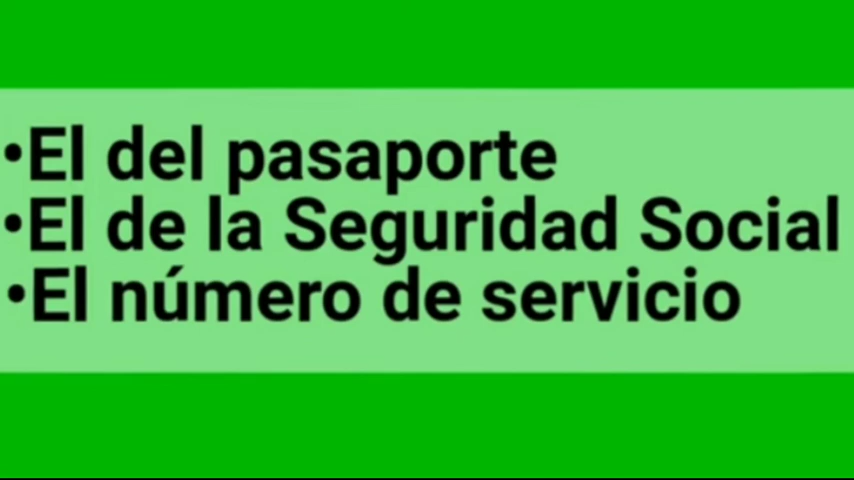 •El del pasaporte
•El de la Seguridad Social
•El número de servicio